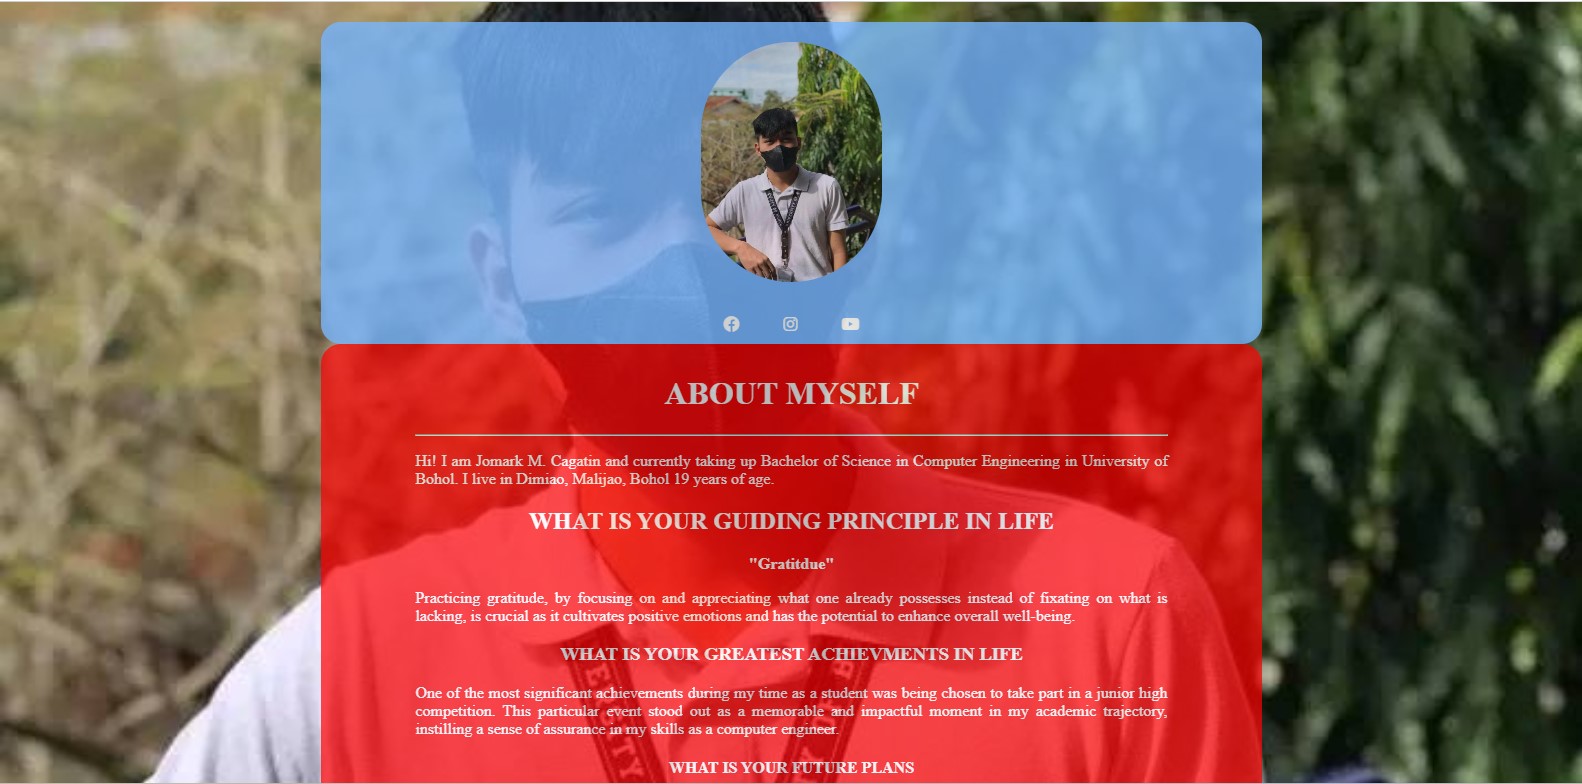 ABOUT MYSELF
Hi! I am Jomark M. Cagatin and currently taking up Bachelor of Science in Computer Engineering in University of
Bohol. I live in Dimiao, Malijao, Bohol 19 years of age.
WHAT IS YOUR GUIDING PRINCIPLE IN LIFE
"Gratitdue"
Practicing gratitude, by focusing on and appreciating what one already possesses instead of fixating on what is
lacking, is crucial as it cultivates positive emotions and has the potential to enhance overall well-being.
WHAT IS YOUR GREATEST ACHIEVMENTS IN LIFE
One of the most significant achievements during my time as a student was being chosen to take part in a junior high
competition. This particular event stood out as a memorable and impactful moment in my academic trajectory,
instilling a sense of assurance in my skills as a computer engineer.
WHAT IS YOUR FUTURE PLANS